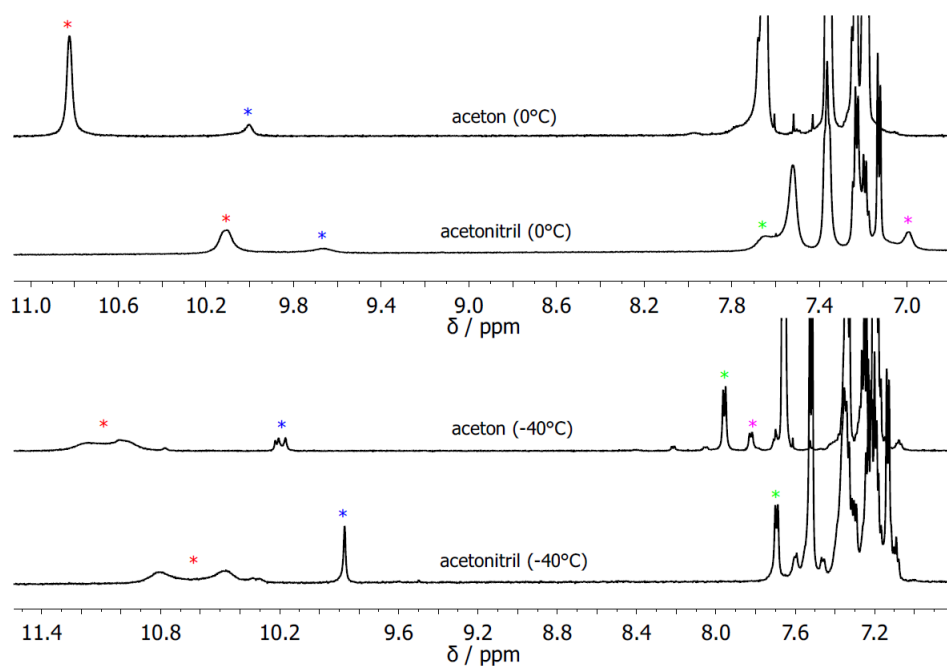 *
* aceton (0°C)
* * acetonitril (0°C) * *
11.0 10.6 10.2 9.8 9.4 9.0 8.6 8.2 7.8 7.4 7.0
δ / ppm
* * aceton (-40°C) * *
* * acetonitril (-40°C) *
11.4 10.8 10.2 9.6 9.2 8.8 8.4 8.0 7.6 7.2
δ / ppm